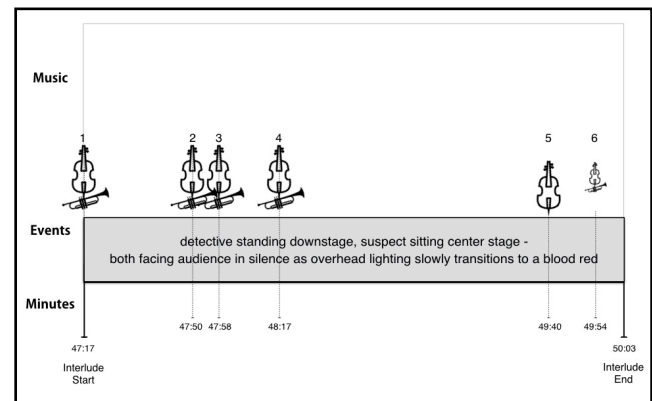 Music
1 2 3 4 5 6
Events
detective standing downstage, suspect sitting center stage -
both facing audience in silence as overhead lighting slowly transitions to a blood red
Minutes
47:50 47:58 48:17 49:40 49:54
47:17 50:03
Interlude Interlude
Start End